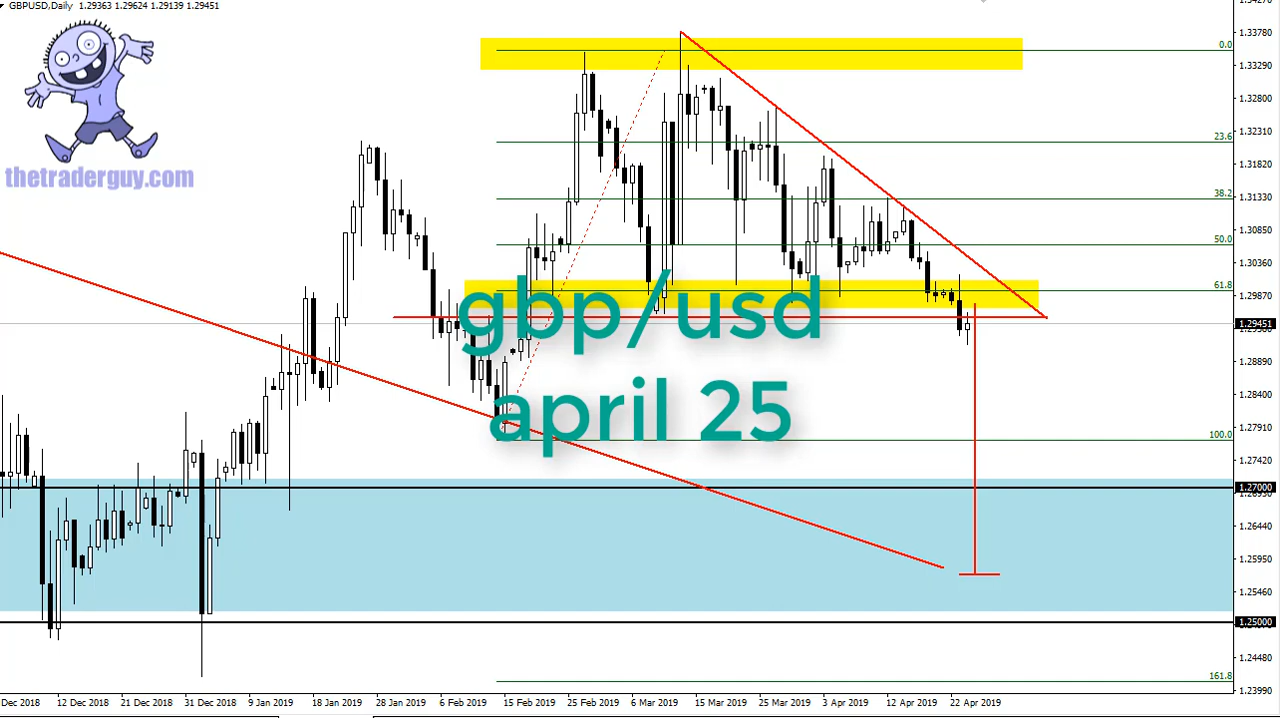 GBPUSD,Daily 1.29363 1.29624 1.29139 1.29451
thetraderguy.com
gbp/usd
april 25
0.0
23.6
38.2
50.0
61.8
100.0
161.8
1.33780
1.33290
1.32800
1.32310
1.31820
1.31330
1.30850
1.30360
1.29870
1.29451
1.28890
1.28400
1.27910
1.27420
1.27000
1.26440
1.25950
1.25460
1.25000
1.24480
1.23990
Dec 2018
12 Dec 2018
21 Dec 2018
31 Dec 2018
9 Jan 2019
18 Jan 2019
28 Jan 2019
6 Feb 2019
15 Feb 2019
25 Feb 2019
6 Mar 2019
15 Mar 2019
25 Mar 2019
3 Apr 2019
12 Apr 2019
22 Apr 2019